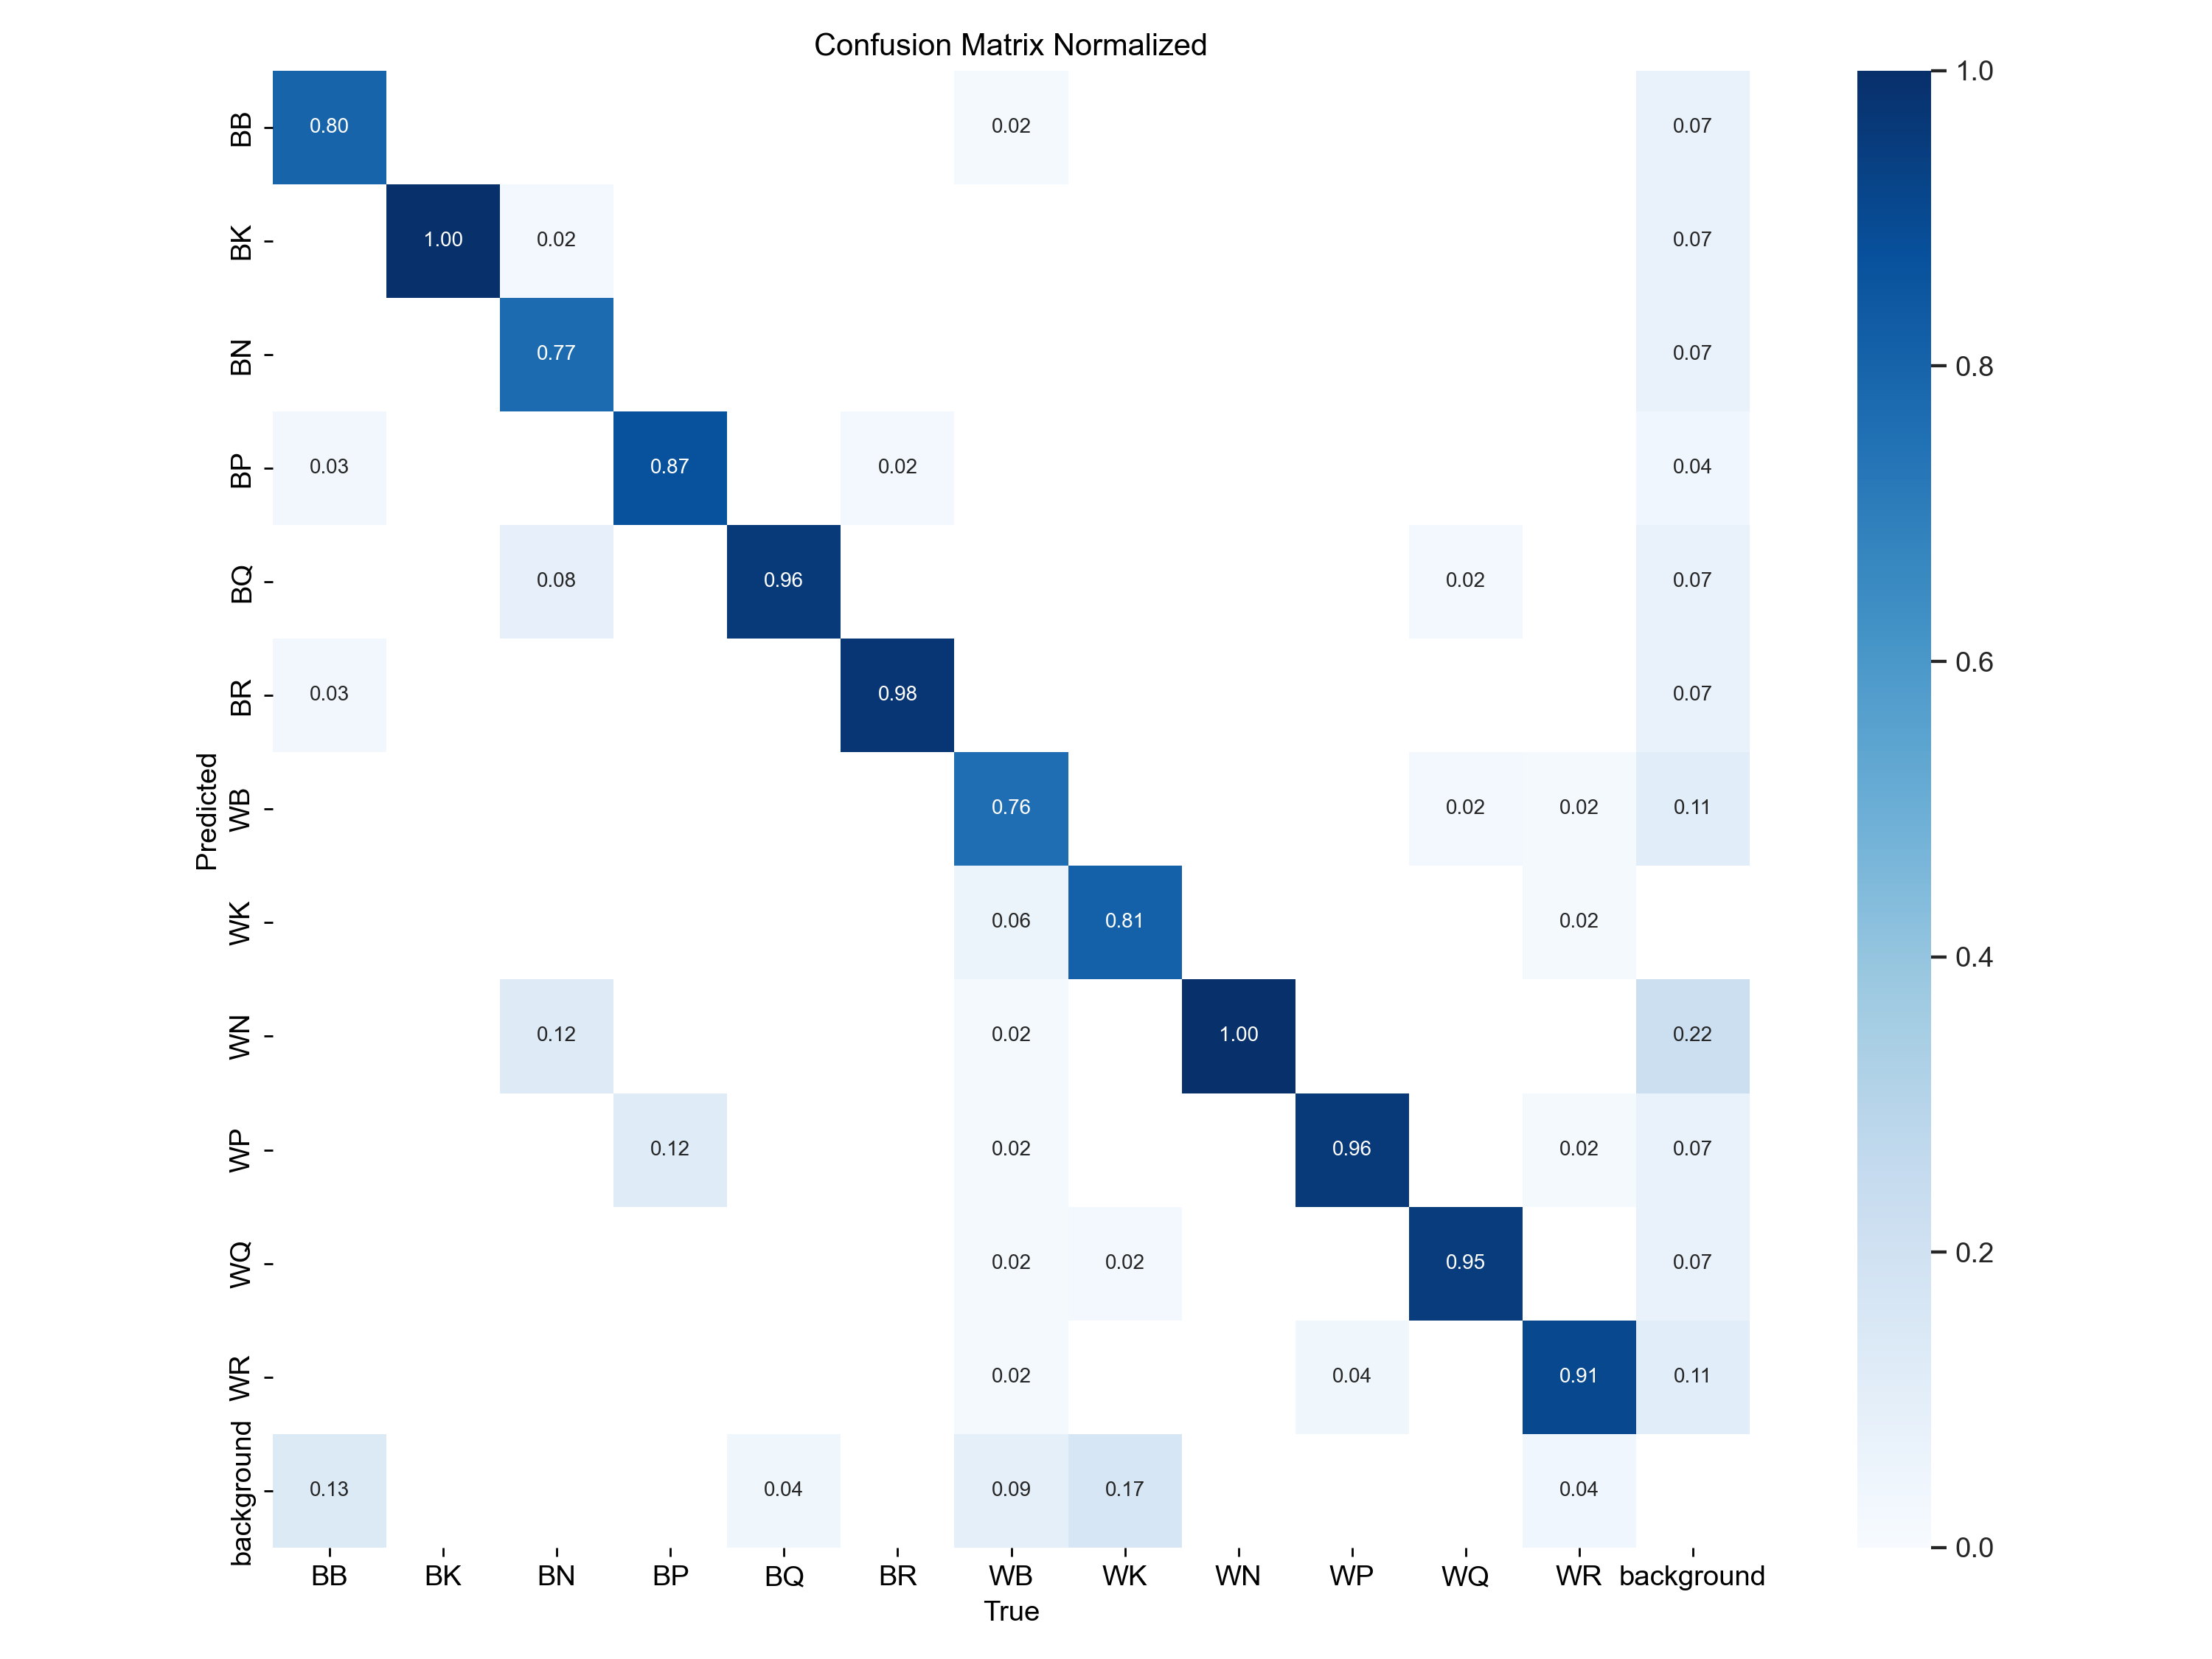 Confusion Matrix Normalized
BB 0.80 0.02 0.07
BK 1.00 0.02 0.07
BN 0.77 0.07
BP 0.03 0.87 0.02 0.04
BQ 0.08 0.96 0.02 0.07
BR 0.03 0.98 0.07
WB 0.76 0.02 0.02 0.11
WK 0.06 0.81 0.02
WN 0.12 0.02 1.00 0.22
WP 0.12 0.02 0.96 0.02 0.07
WQ 0.02 0.02 0.95 0.07
WR 0.02 0.04 0.91 0.11
background 0.13 0.04 0.09 0.17 0.04
Predicted
BB BK BN BP BQ BR WB WK WN WP WQ WR background
True
1.0
0.8
0.6
0.4
0.2
0.0